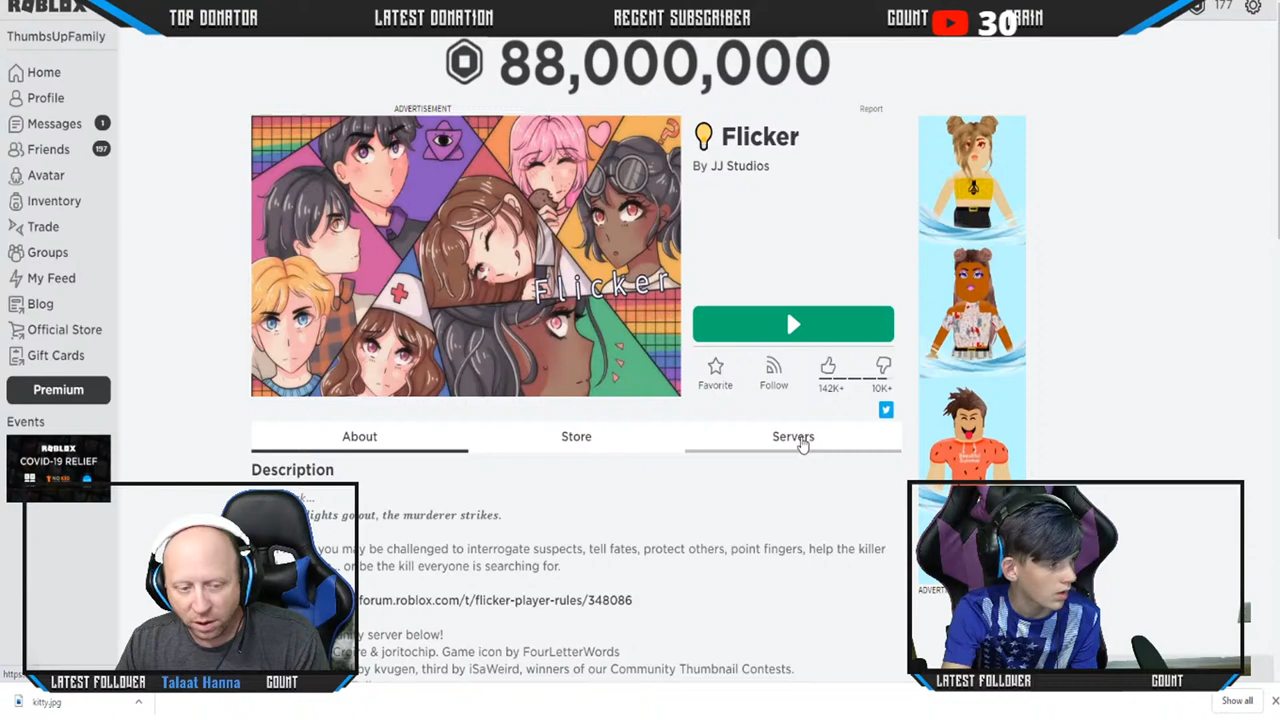 ROBLOX
TOP DONATOR
LATEST DONATION
RECENT SUBSCRIBER
COUNT
30
177
ThumbsUpFamily
88,000,000
Home
Profile
Messages 1
Friends 197
Avatar
Inventory
Trade
Groups
My Feed
Blog
Official Store
Gift Cards
Premium
Events
ROBLOX
COVID-19 RELIEF
ADVERTISEMENT
Report
Flicker
Flicker
By JJ Studios
Favorite
Follow
142K+
10K+
About
Store
Servers
Description
lights go out, the murderer strikes.
you may be challenged to interrogate suspects, tell fates, protect others, point fingers, help the killer
... or be the kill everyone is searching for.
forum.roblox.com/t/flicker-player-rules/348086
server below!
& joritochip. Game icon by FourLetterWords
by kvugen, third by iSaWeird, winners of our Community Thumbnail Contests.
LATEST FOLLOWER
Talaat Hanna
COUNT
LATEST FOLLOWER
COUNT
kitty.jpg
Show all